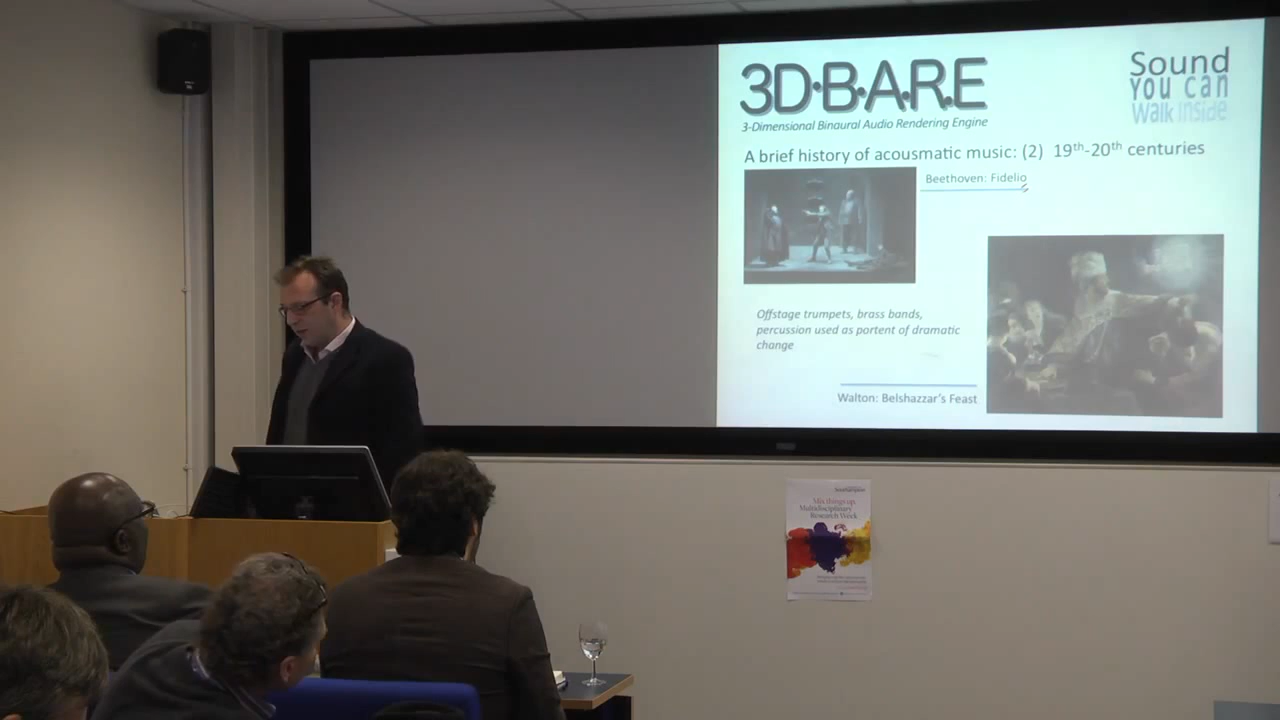 3D·B·A·R·E
3-Dimensional Binaural Audio Rendering Engine
Sound
you can
Walk Inside
A brief history of acousmatic music: (2) 19th-20th centuries
Beethoven: Fidelio
Offstage trumpets, brass bands,
percussion used as portent of dramatic
change
Walton: Belshazzar's Feast
Southampton
Mix things up,
Multidisciplinary
Research Week